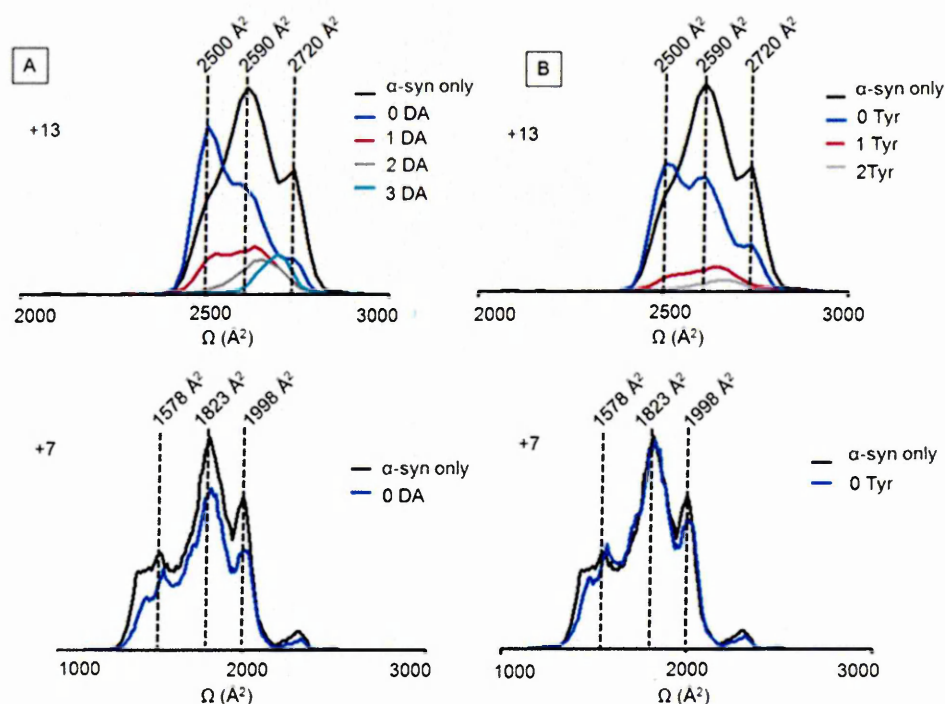 A
2500 Å²
2590 Å²
2720 Å²
+13
α-syn only
0 DA
1 DA
2 DA
3 DA
2000
2500
3000
Ω (Å²)
B
2500 Å²
2590 Å²
2720 Å²
+13
α-syn only
0 Tyr
1 Tyr
2Tyr
2000
2500
3000
Ω (Å²)
1578 Å²
1823 Å²
1998 Å²
+7
α-syn only
0 DA
1000
2000
3000
Ω (Å²)
1578 Å²
1823 Å²
1998 Å²
+7
α-syn only
0 Tyr
1000
2000
3000
Ω (Å²)